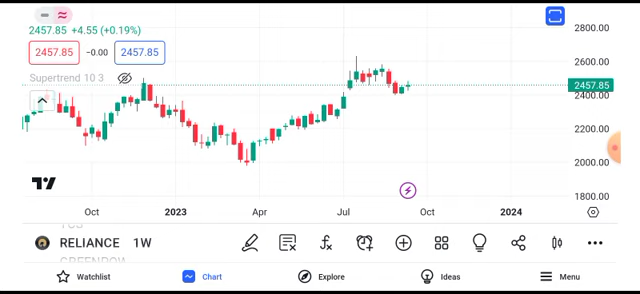 2457.85 +4.55 (+0.19%)
2457.85 −0.00 2457.85
Supertrend 10 3
2800.00
2600.00
2457.85
2400.00
2200.00
2000.00
1800.00
Oct 2023 Apr Jul Oct 2024
RELIANCE 1W
Watchlist Chart Explore Ideas Menu